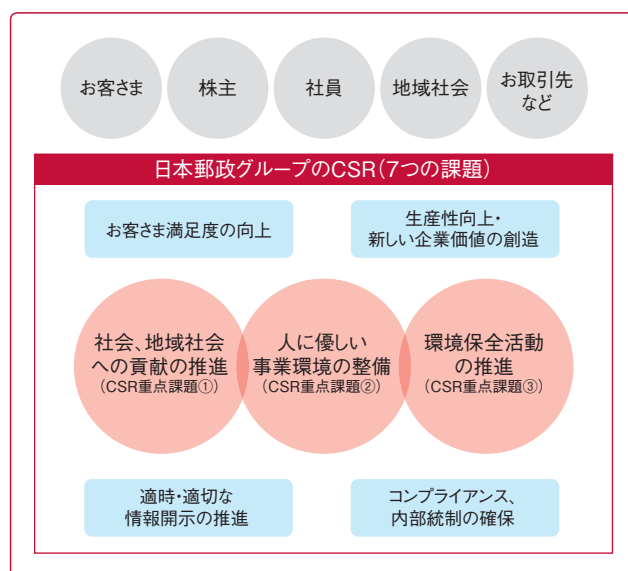 お客さま
株主
社員
地域社会
お取引先
など
日本郵政グループのCSR(7つの課題)
お客さま満足度の向上
生産性向上・
新しい企業価値の創造
社会、地域社会
への貢献の推進
(CSR重点課題①)
人に優しい
事業環境の整備
(CSR重点課題②)
環境保全活動
の推進
(CSR重点課題③)
適時・適切な
情報開示の推進
コンプライアンス、
内部統制の確保